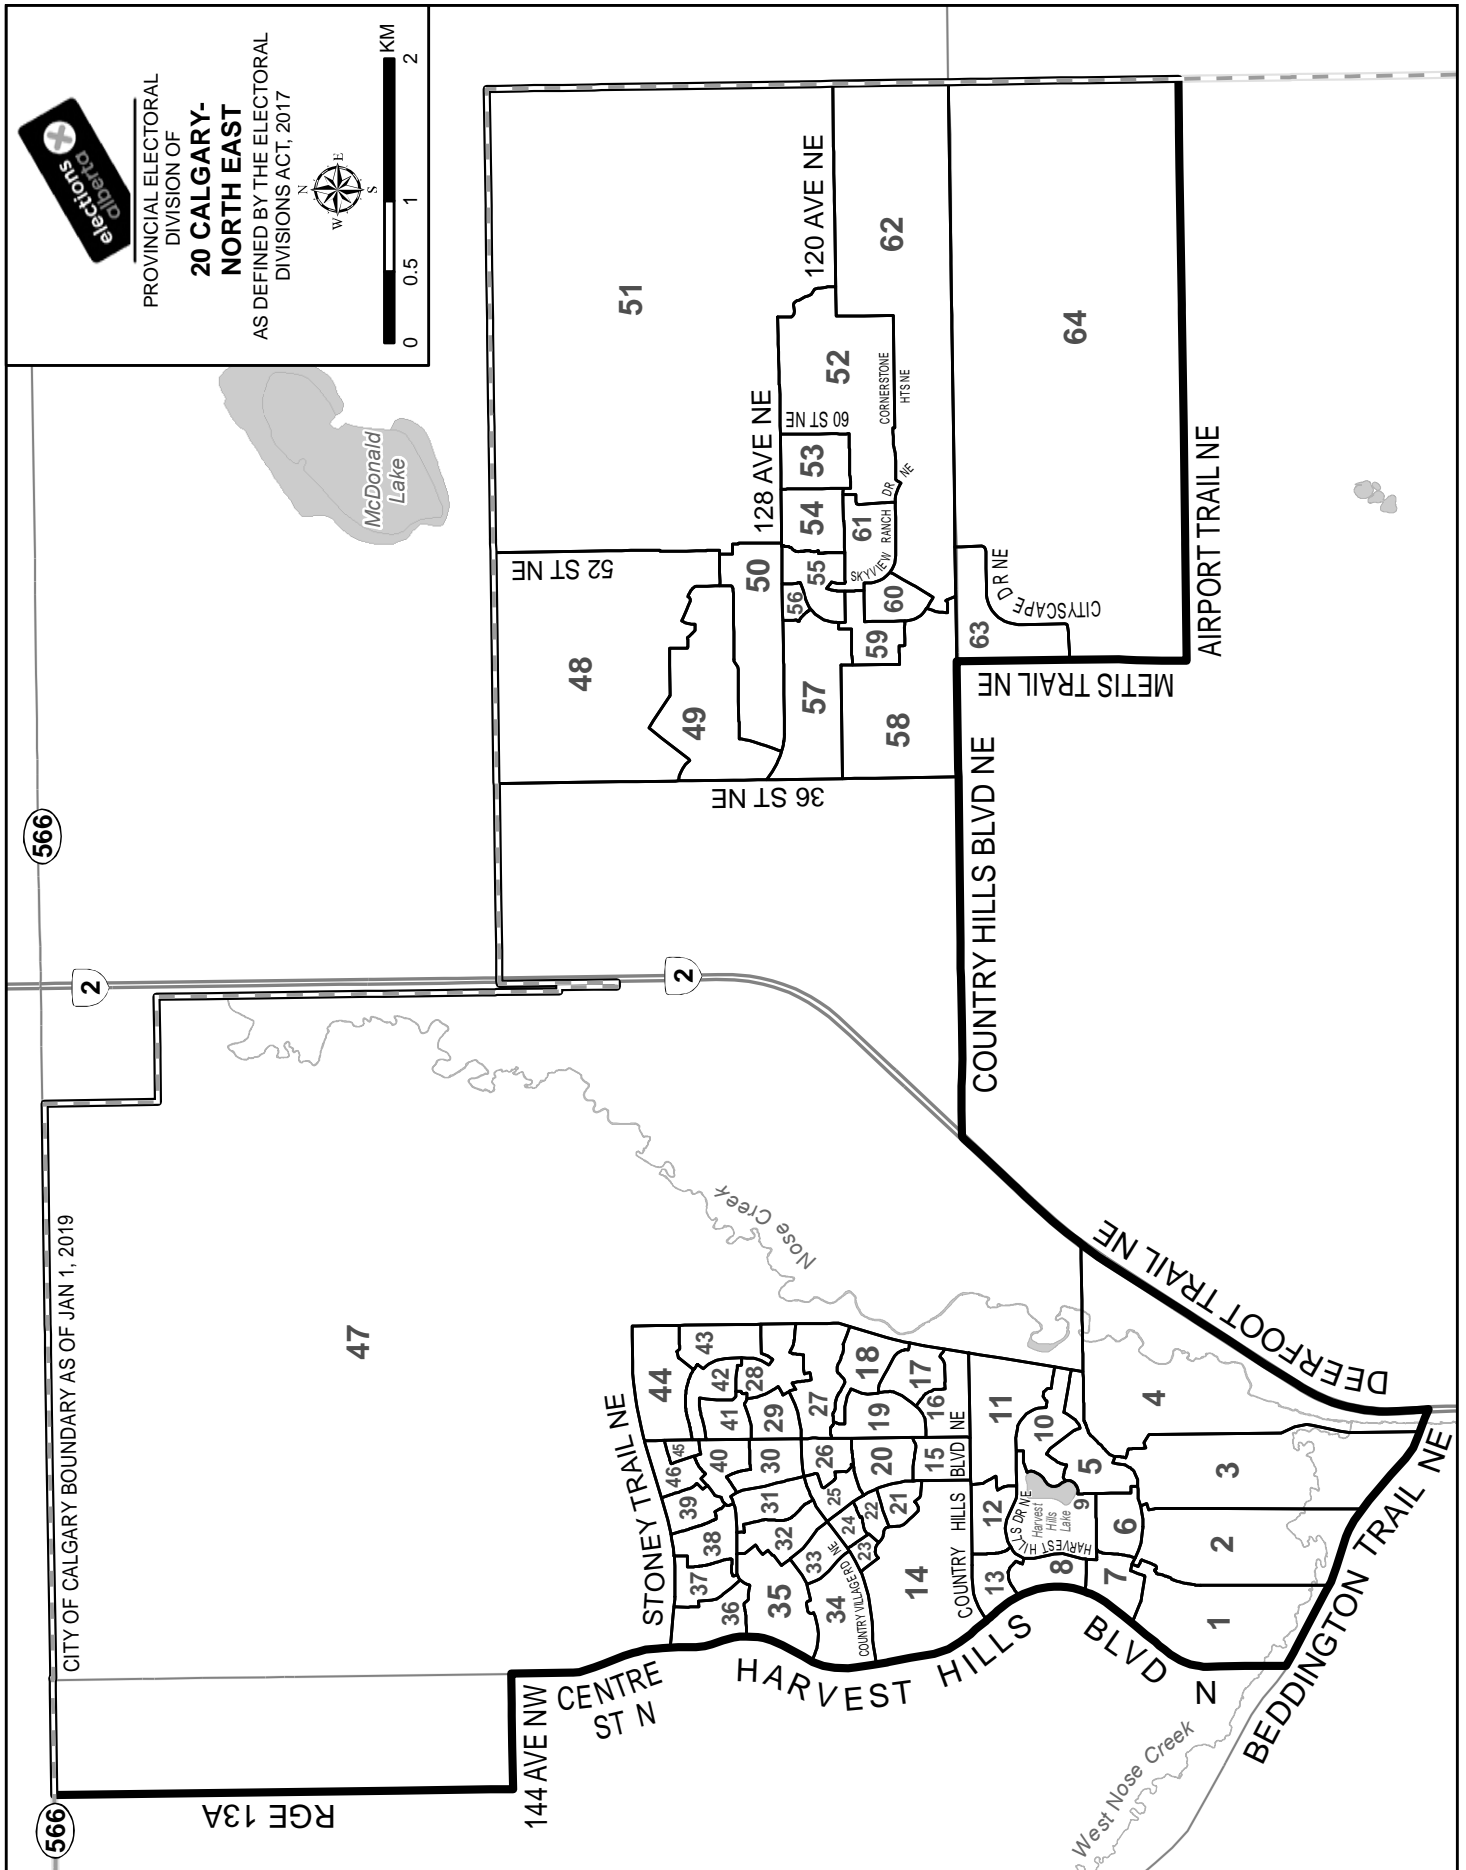 elections
alberta
PROVINCIAL ELECTORAL
DIVISION OF
20 CALGARY-
NORTH EAST
AS DEFINED BY THE ELECTORAL
DIVISIONS ACT, 2017
N
W
E
S
0
0.5
1
2
KM
566
566
2
2
CITY OF CALGARY BOUNDARY AS OF JAN 1, 2019
RGE 13A
144 AVE NW
CENTRE
ST N
HARVEST HILLS BLVD N
BEDDINGTON TRAIL NE
DEERFOOT TRAIL NE
COUNTRY HILLS BLVD NE
METIS TRAIL NE
AIRPORT TRAIL NE
STONEY TRAIL NE
36 ST NE
52 ST NE
128 AVE NE
120 AVE NE
60 ST NE
CORNERSTONE
HTS NE
SKYVIEW RANCH DR NE
CITYSCAPE DR NE
COUNTRY VILLAGE RD NE
COUNTRY HILLS BLVD NE
HARVEST HILLS DR NE
Harvest
Hills
Lake
McDonald
Lake
Nose Creek
West Nose Creek
1
2
3
4
5
6
7
8
9
10
11
12
13
14
15
16
17
18
19
20
21
22
23
24
25
26
27
28
29
30
31
32
33
34
35
36
37
38
39
40
41
42
43
44
45
46
47
48
49
50
51
52
53
54
55
56
57
58
59
60
61
62
63
64